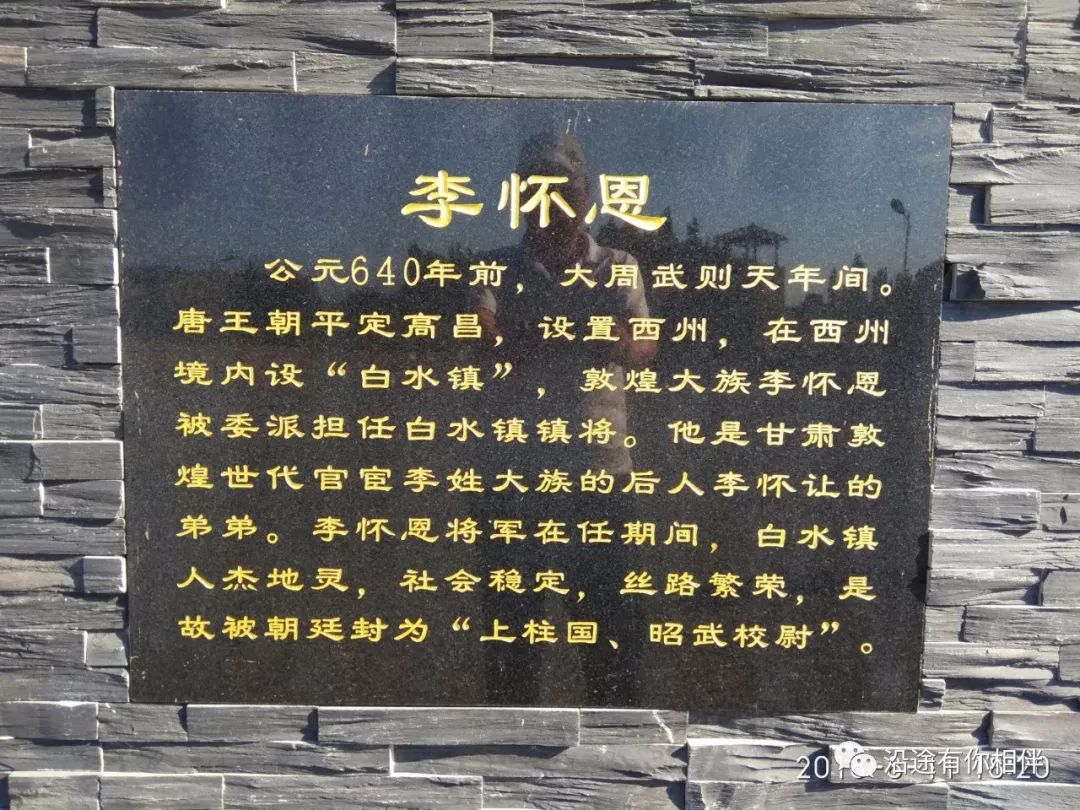 李怀恩
公元640年前，大周武则天年间。
唐王朝平定高昌，设置西州，在西州
境内设“白水镇”，敦煌大族李怀恩
被委派担任白水镇镇将。他是甘肃敦
煌世代官宦李姓大族的后人李怀让的
弟弟。李怀恩将军在任期间，白水镇
人杰地灵，社会稳定，丝路繁荣，是
故被朝廷封为“上柱国、昭武校尉”。
沿途有你相伴